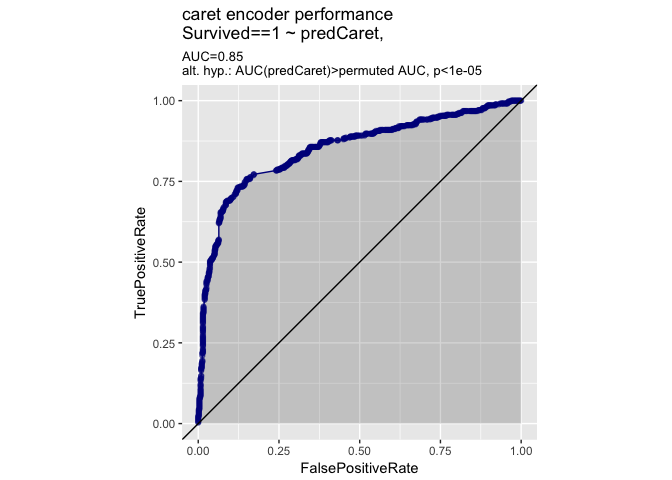 caret encoder performance
Survived==1 ~ predCaret,
AUC=0.85
alt. hyp.: AUC(predCaret)>permuted AUC, p<1e-05
1.00
0.75
0.50
0.25
0.00
TruePositiveRate
0.00 0.25 0.50 0.75 1.00
FalsePositiveRate